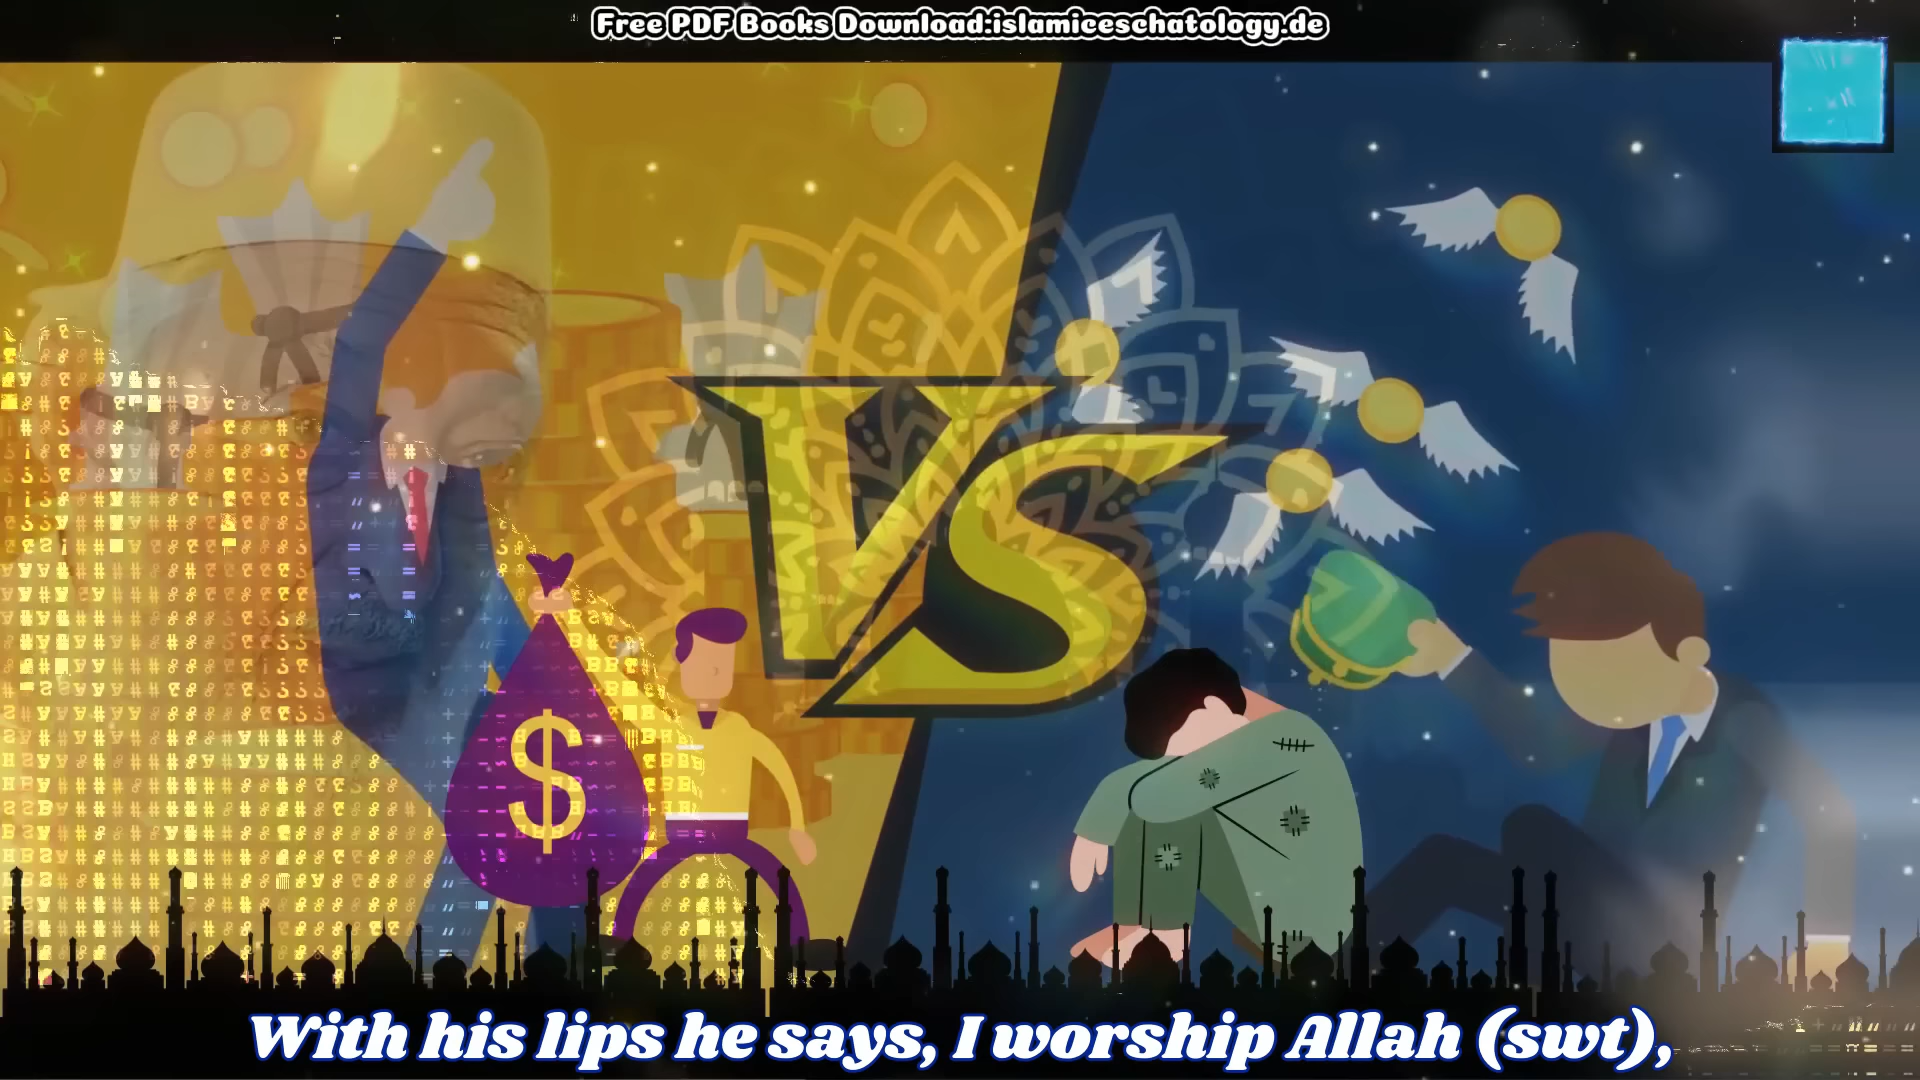 Free PDF Books Download:islamiceschatology.de
VS
$
With his lips he says, I worship Allah (swt),